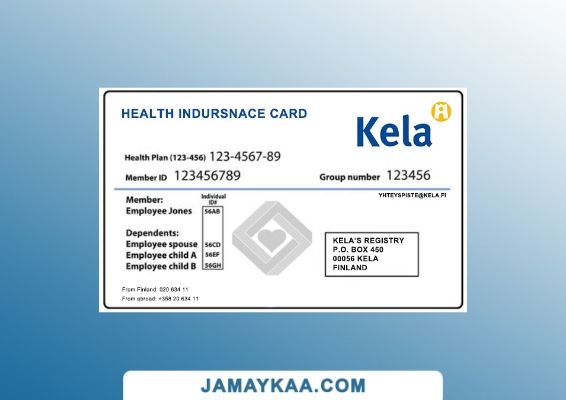 HEALTH INDURSNACE CARD
Kela
Health Plan (123-456) 123-4567-89
Member ID 123456789
Group number 123456
YHTEYSPISTE@KELA.FI
Member:
Individual
ID#
Employee Jones 56AB
Dependents:
Employee spouse 56CD
Employee child A 56EF
Employee child B 56GH
KELA'S REGISTRY
P.O. BOX 450
00056 KELA
FINLAND
From Finland: 020 634 11
From abroad: +358 20 634 11
JAMAYKAA.COM